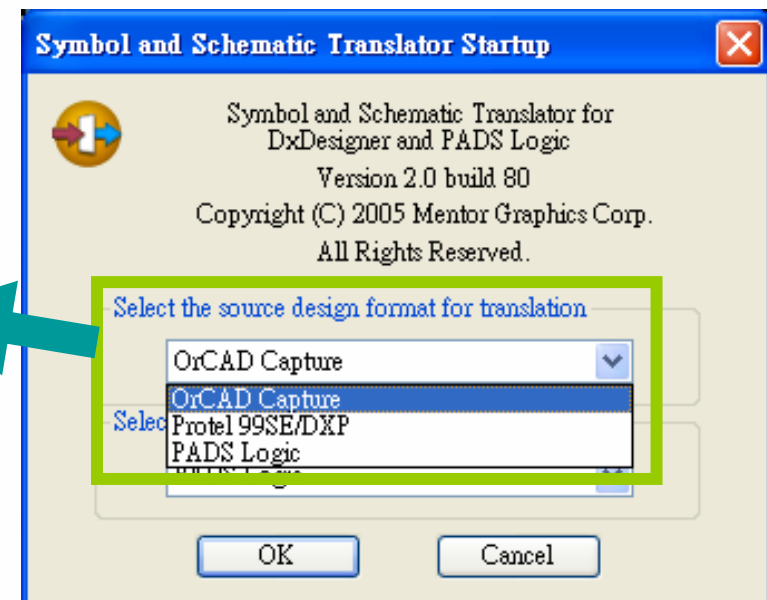 Symbol and Schematic Translator Startup
Symbol and Schematic Translator for
DxDesigner and PADS Logic
Version 2.0 build 80
Copyright (C) 2005 Mentor Graphics Corp.
All Rights Reserved.
Select the source design format for translation
OrCAD Capture
OrCAD Capture
Selec
Protel 99SE/DXP
PADS Logic
OK
Cancel